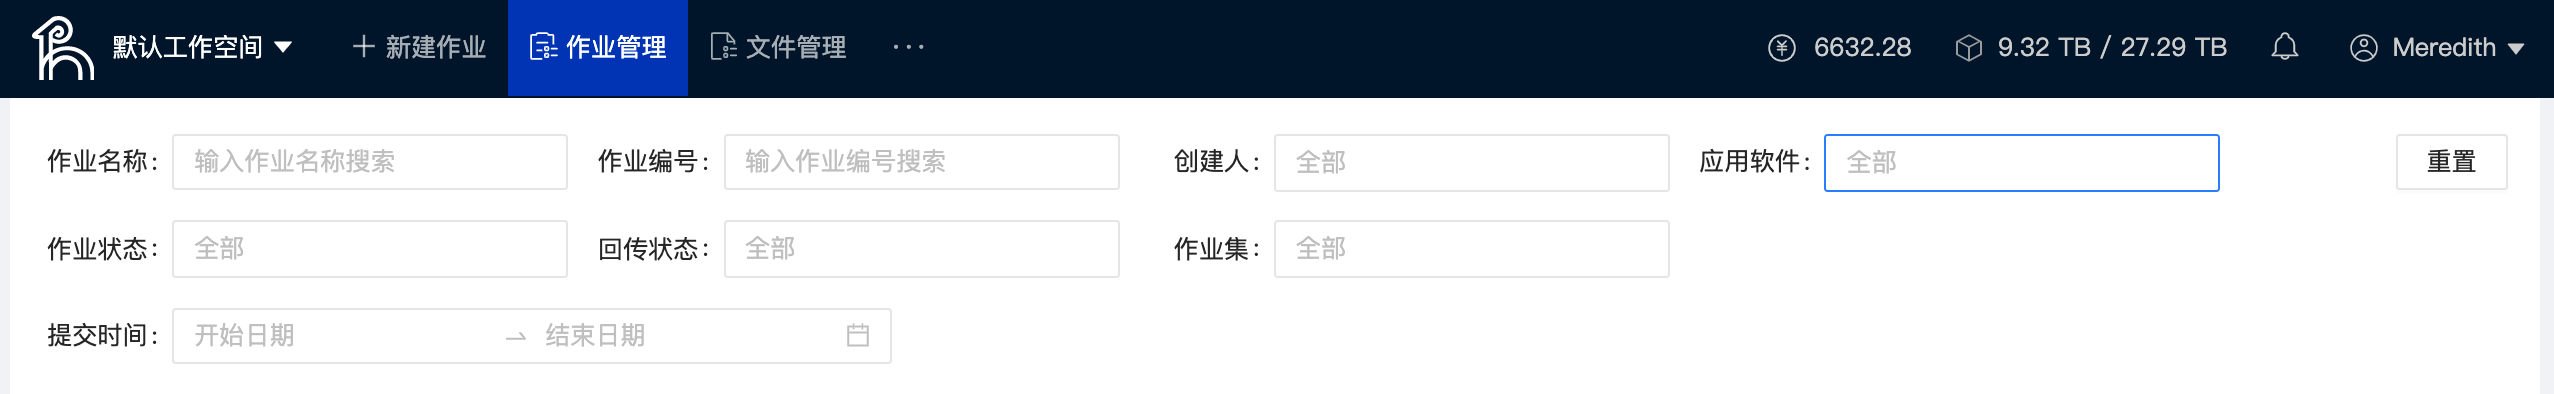 默认工作空间 新建作业 作业管理 文件管理 ··· 6632.28 9.32 TB / 27.29 TB Meredith
作业名称: 输入作业名称搜索 作业编号: 输入作业编号搜索 创建人: 全部 应用软件: 全部 重置
作业状态: 全部 回传状态: 全部 作业集: 全部
提交时间: 开始日期 → 结束日期